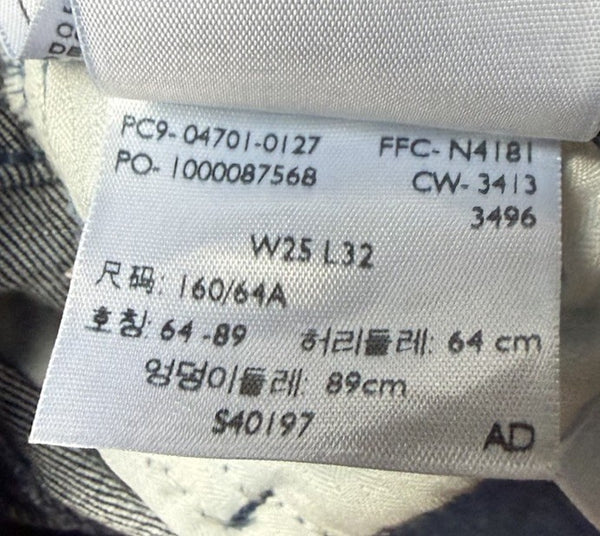 PC9- 04701-0127 FFC- N4181
PO- 1000087568 CW- 3413
3496
W25 L32
尺码: 160/64A
호칭: 64 -89 허리둘레: 64 cm
엉덩이둘레: 89cm
S40197 AD